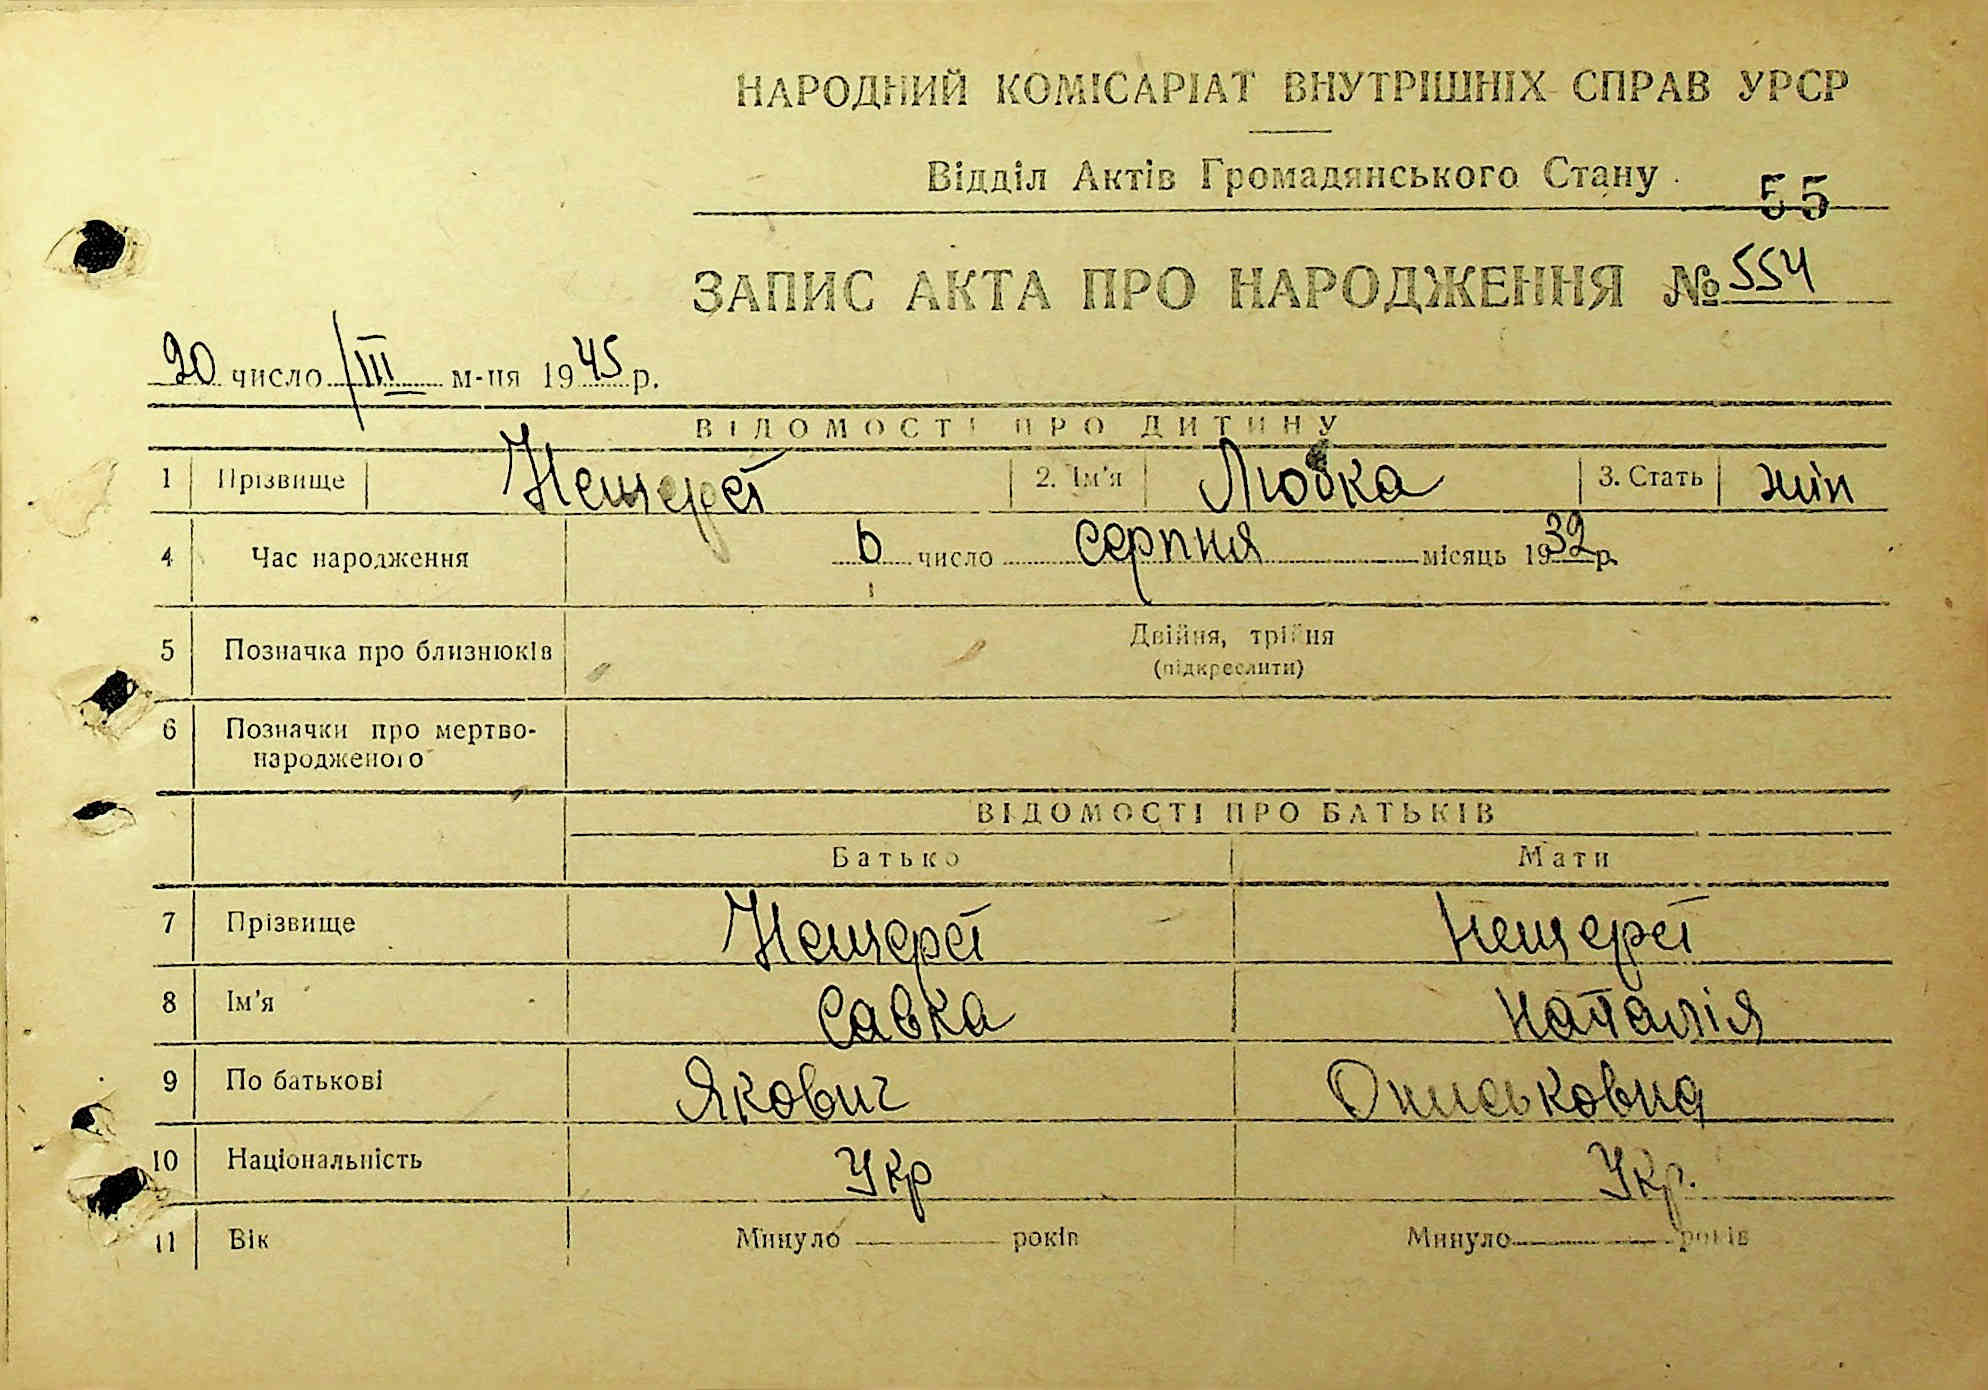 НАРОДНИЙ КОМІСАРІАТ ВНУТРІШНІХ СПРАВ УРСР
Відділ Актів Громадянського Стану
55
ЗАПИС АКТА ПРО НАРОДЖЕННЯ № 554
20 число III м-ця 1945 р.
ВІДОМОСТІ ПРО ДИТИНУ
1 Прізвище Нещерет 2. Ім'я Любка 3. Стать жін
4 Час народження 6 число серпня місяць 1932 р.
5 Позначка про близнюків Двійня, трійня
(підкреслити)
6 Позначки про мертво-
народженого
ВІДОМОСТІ ПРО БАТЬКІВ
Батько Мати
7 Прізвище Нещерет Нещерет
8 Ім'я Савка Наталія
9 По батькові Якович
10 Національність Укр Укр.
11 Вік Минуло років Минуло років